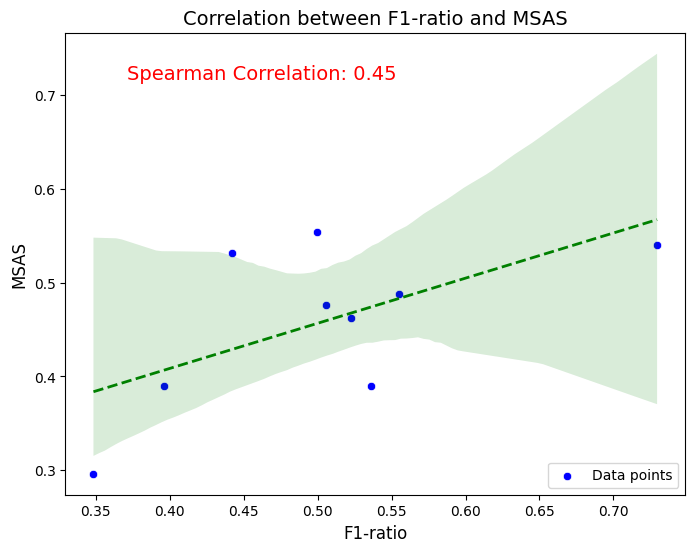 Correlation between F1-ratio and MSAS
Spearman Correlation: 0.45
MSAS
0.7
0.6
0.5
0.4
0.3
0.35 0.40 0.45 0.50 0.55 0.60 0.65 0.70
F1-ratio
Data points